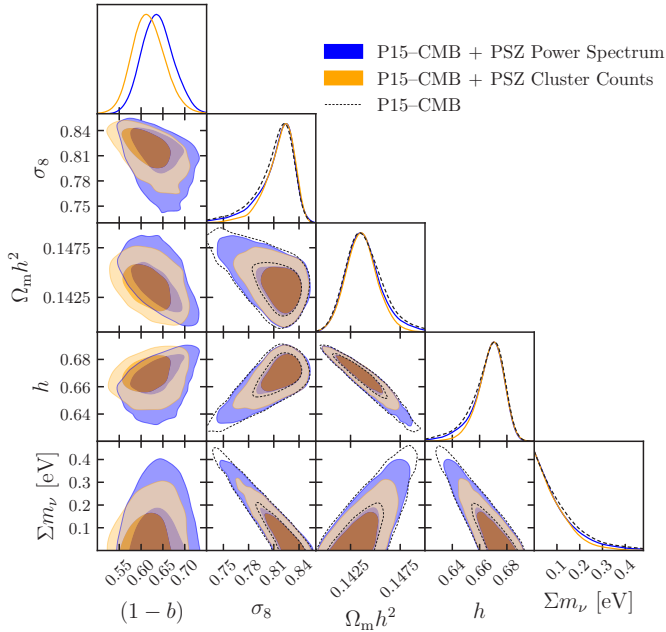 P15–CMB + PSZ Power Spectrum
P15–CMB + PSZ Cluster Counts
P15–CMB
0.84
0.81
0.78
0.75
σ₈
0.1475
0.1425
Ωₘh²
0.68
0.66
0.64
h
0.4
0.3
0.2
0.1
Σmν [eV]
0.55 0.60 0.65 0.70
0.75 0.78 0.81 0.84
0.1425 0.1475
0.64 0.66 0.68
0.1 0.2 0.3 0.4
(1 − b)
σ₈
Ωₘh²
h
Σmν [eV]